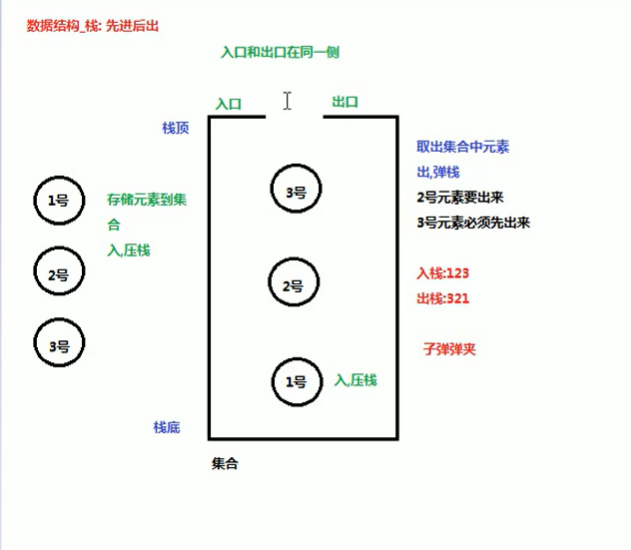 数据结构_栈: 先进后出
入口和出口在同一侧
入口
出口
栈顶
取出集合中元素
出,弹栈
2号元素要出来
3号元素必须先出来
1号
存储元素到集
合
入,压栈
2号
3号
3号
2号
1号
入,压栈
入栈:123
出栈:321
子弹弹夹
栈底
集合